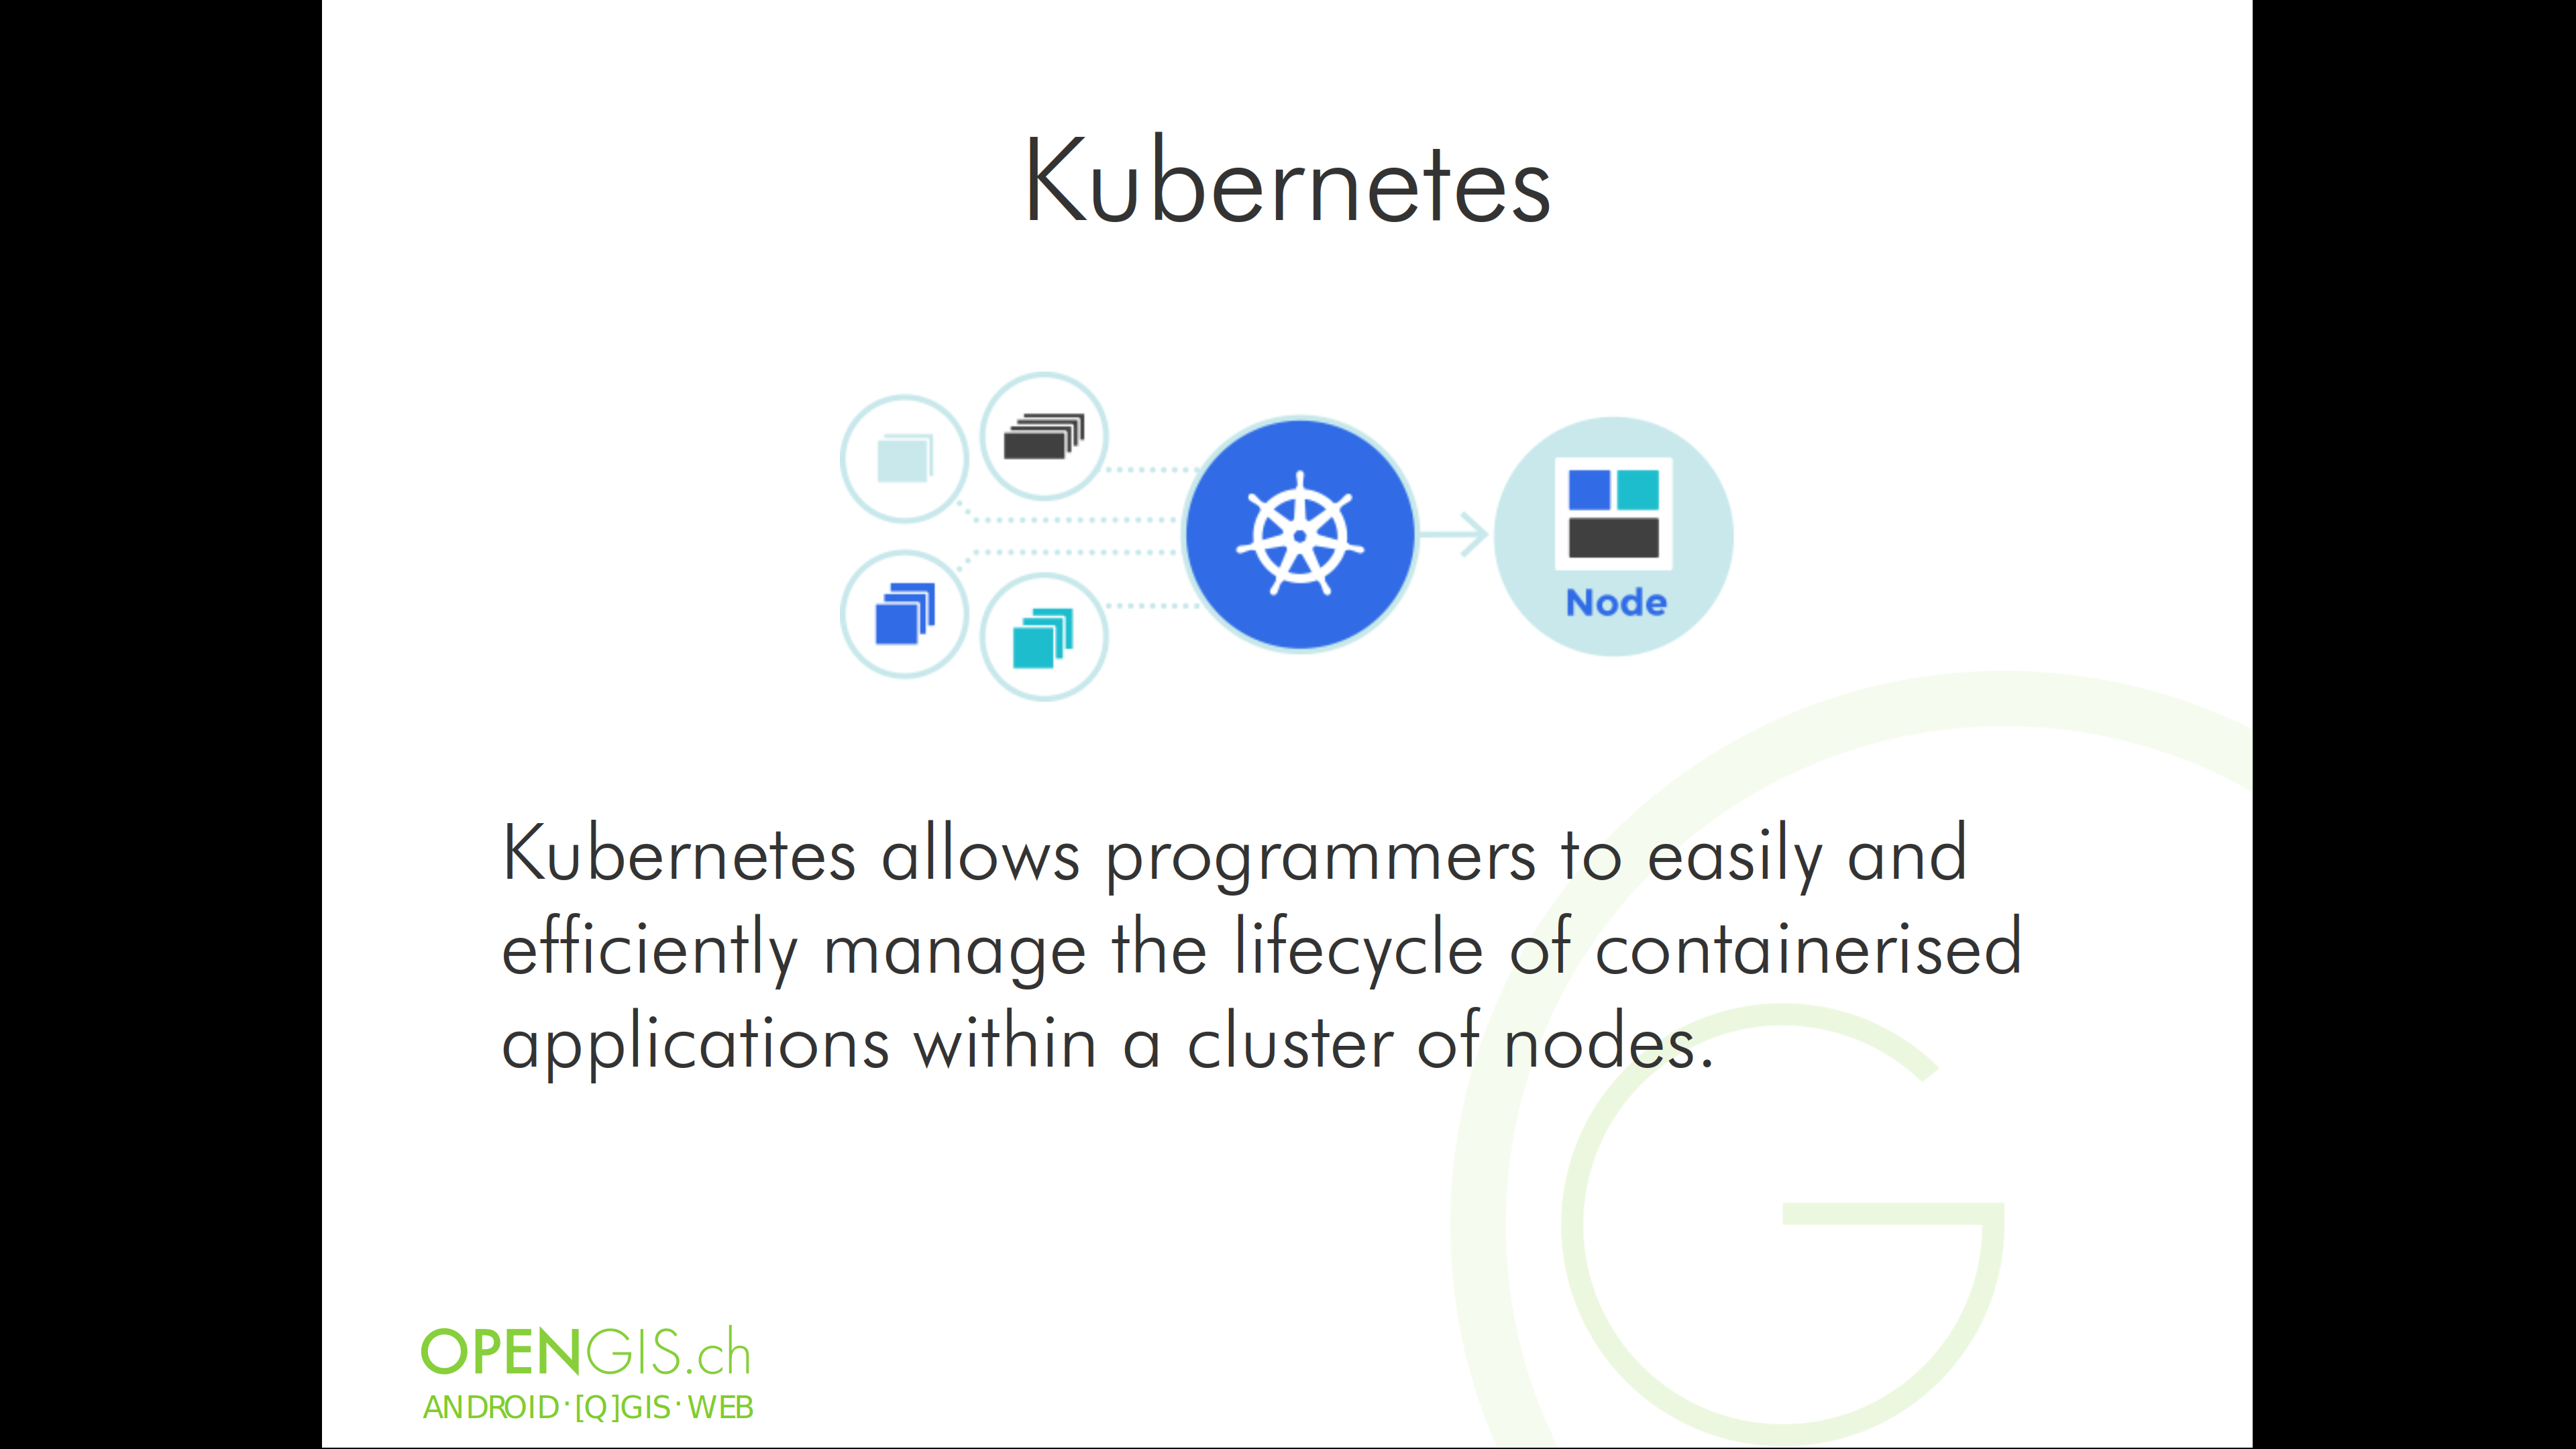 Kubernetes
Node
Kubernetes allows programmers to easily and
efficiently manage the lifecycle of containerised
applications within a cluster of nodes.
OPENGIS.ch
ANDROID·[Q]GIS·WEB